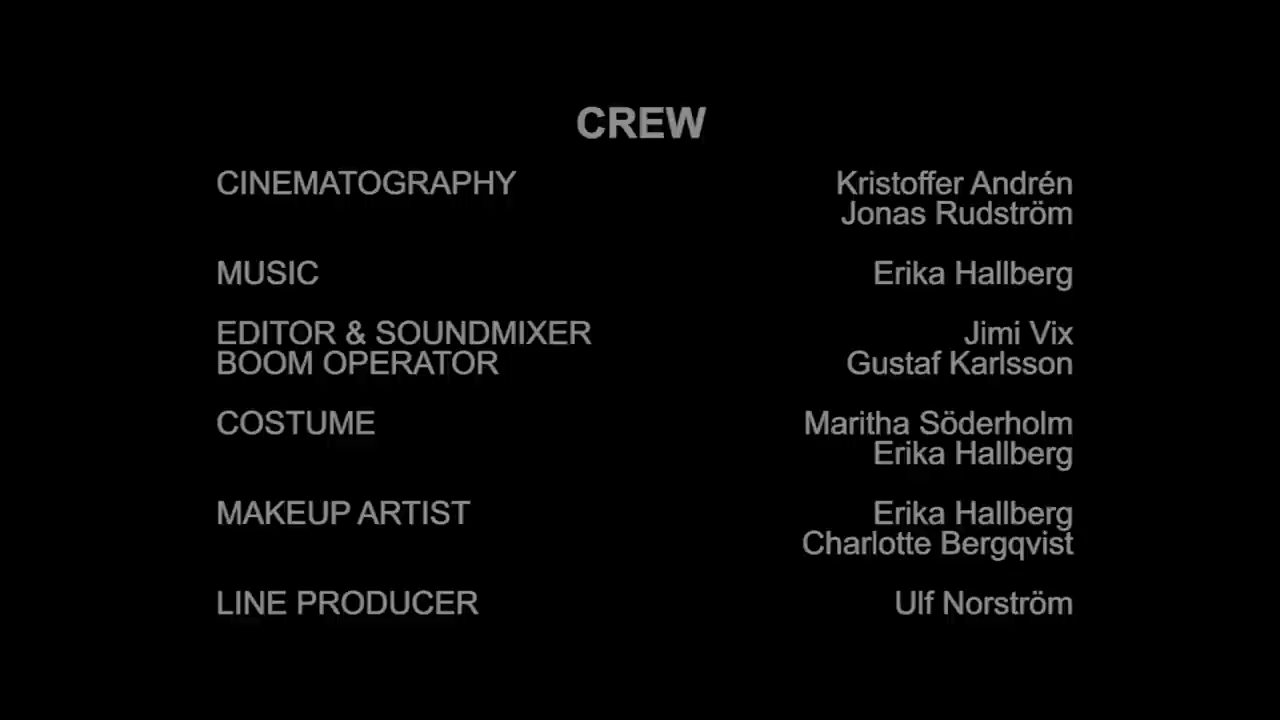 CREW
CINEMATOGRAPHY Kristoffer Andrén
Jonas Rudström
MUSIC Erika Hallberg
EDITOR & SOUNDMIXER Jimi Vix
BOOM OPERATOR Gustaf Karlsson
COSTUME Maritha Söderholm
Erika Hallberg
MAKEUP ARTIST Erika Hallberg
Charlotte Bergqvist
LINE PRODUCER Ulf Norström